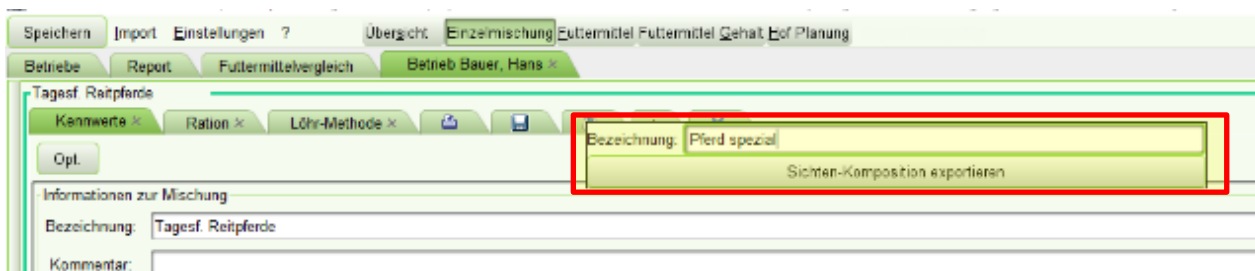 Speichern Import Einstellungen ? Übersicht Einzelmischung Futtermittel Futtermittel Gehalt Hof Planung
Betriebe Report Futtermittelvergleich Betrieb Bauer, Hans ×
Tagesf. Reitpferde
Kennwerte × Ration × Löhr-Methode ×
Bezeichnung: Pferd spezial
Opt.
Sichten-Komposition exportieren
Informationen zur Mischung
Bezeichnung: Tagesf. Reitpferde
Kommentar: